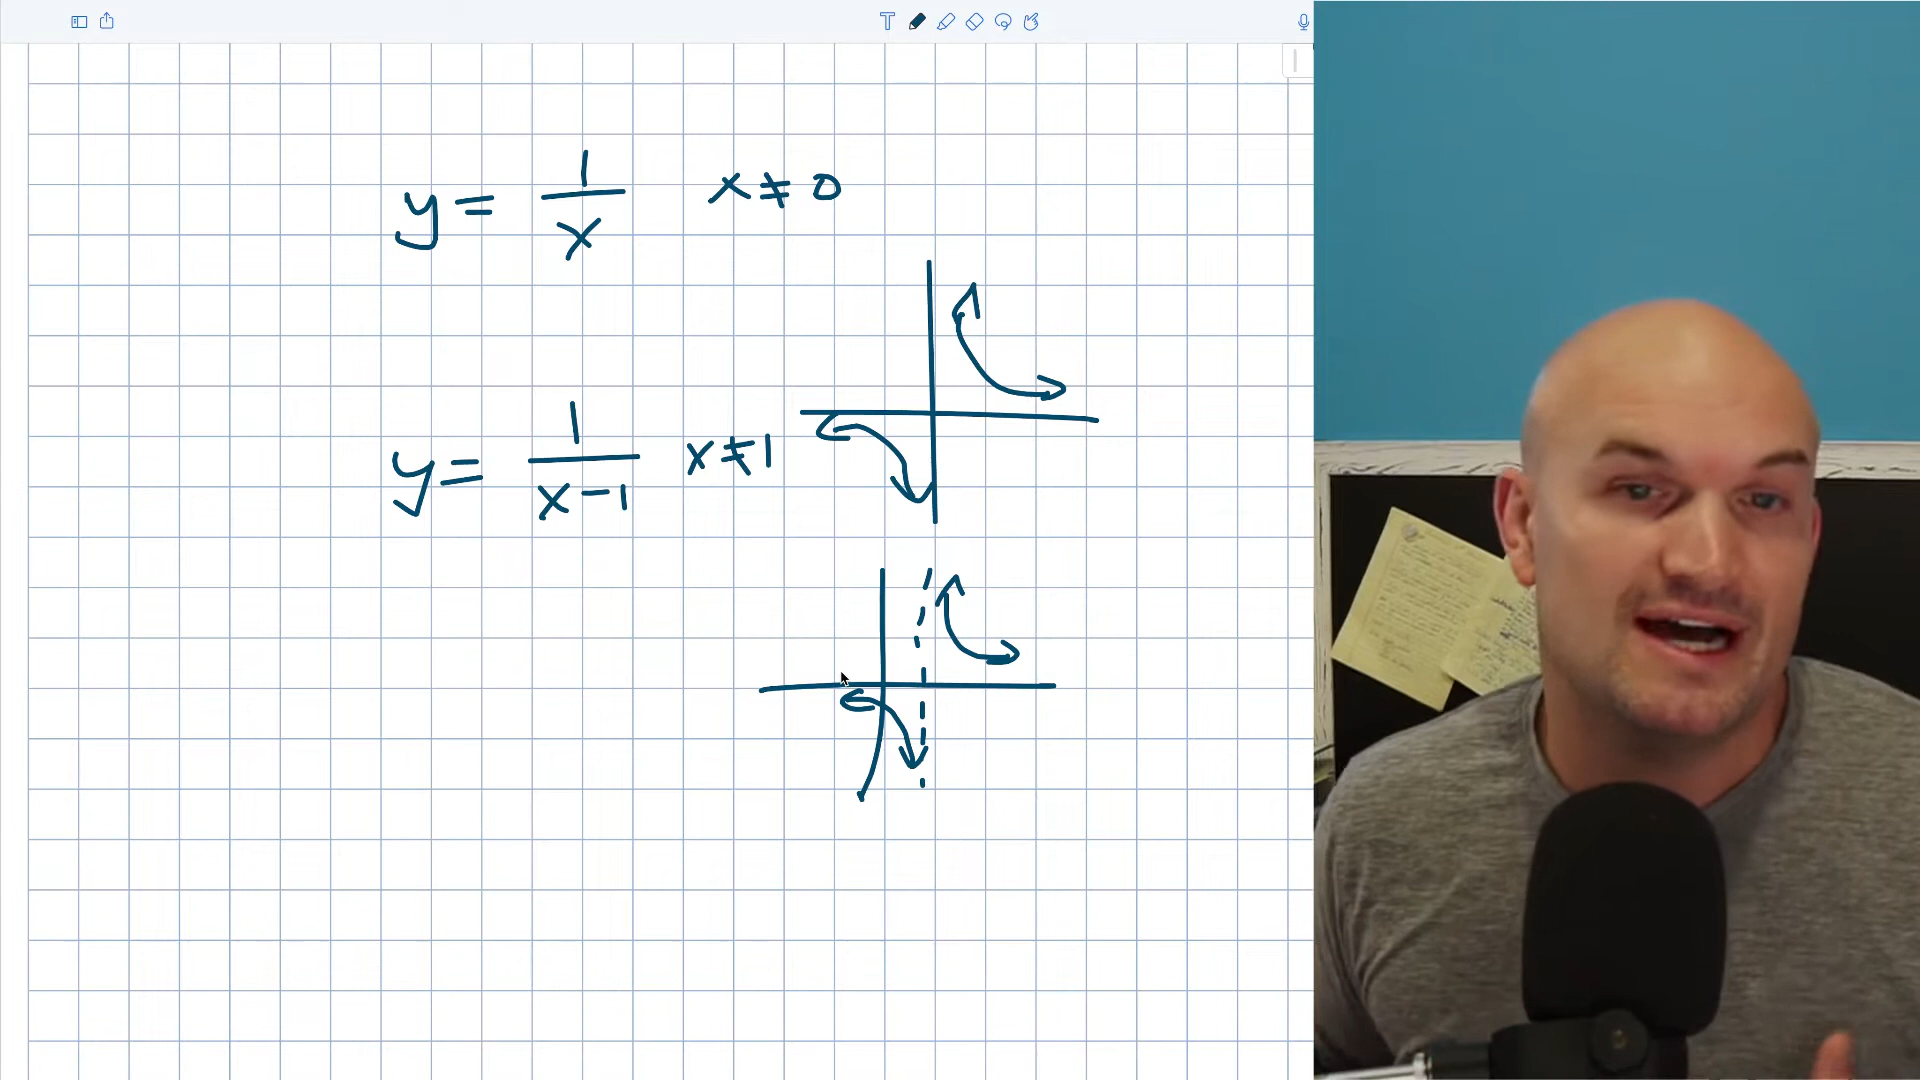 y = 1/x   x ≠ 0
y = 1/(x-1)   x ≠ 1